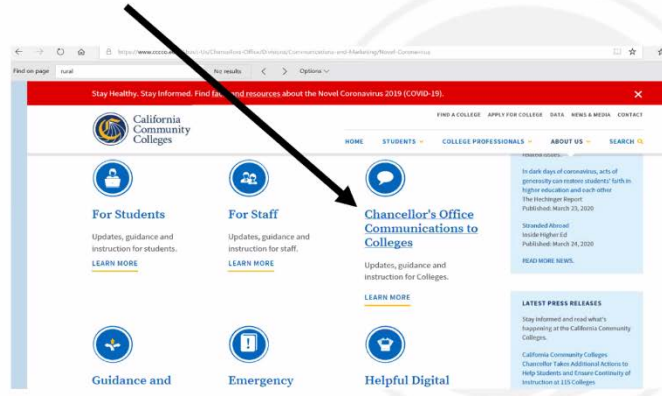 https://www.cccco.edu
Find on page rural No results Options
Stay Healthy. Stay Informed. Find facts and resources about the Novel Coronavirus 2019 (COVID-19).
California
Community
Colleges
FIND A COLLEGE APPLY FOR COLLEGE DATA NEWS & MEDIA CONTACT
HOME STUDENTS COLLEGE PROFESSIONALS ABOUT US SEARCH
For Students
Updates, guidance and
instruction for students.
LEARN MORE
For Staff
Updates, guidance and
instruction for staff.
LEARN MORE
Chancellor's Office
Communications to
Colleges
Updates, guidance and
instruction for Colleges.
LEARN MORE
In dark days of coronavirus, acts of
generosity can restore students' faith in
higher education and each other
The Hechinger Report
Published: March 23, 2020
Stranded Abroad
Inside Higher Ed
Published: March 24, 2020
READ MORE NEWS.
LATEST PRESS RELEASES
Stay informed and read what's
happening at the California Community
Colleges.
California Community Colleges
Chancellor Takes Additional Actions to
Help Students and Ensure Continuity of
Instruction at 115 Colleges
Guidance and
Emergency
Helpful Digital